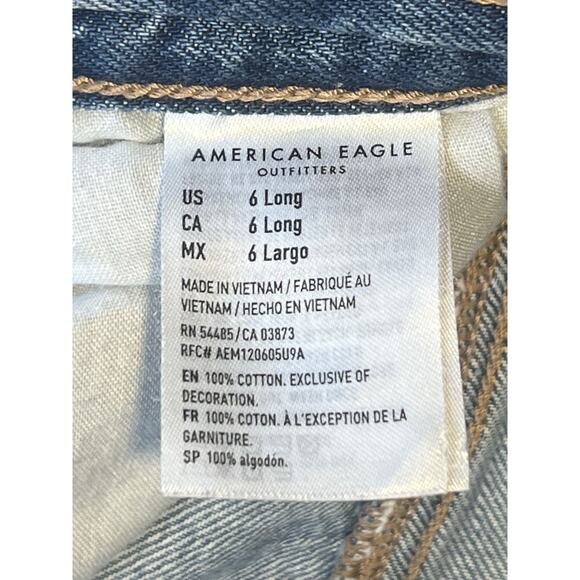 AMERICAN EAGLE
OUTFITTERS
US 6 Long
CA 6 Long
MX 6 Largo
MADE IN VIETNAM / FABRIQUÉ AU
VIETNAM / HECHO EN VIETNAM
RN 54485 / CA 03873
RFC# AEM120605U9A
EN 100% COTTON. EXCLUSIVE OF
DECORATION.
FR 100% COTON. À L'EXCEPTION DE LA
GARNITURE.
SP 100% algodón.